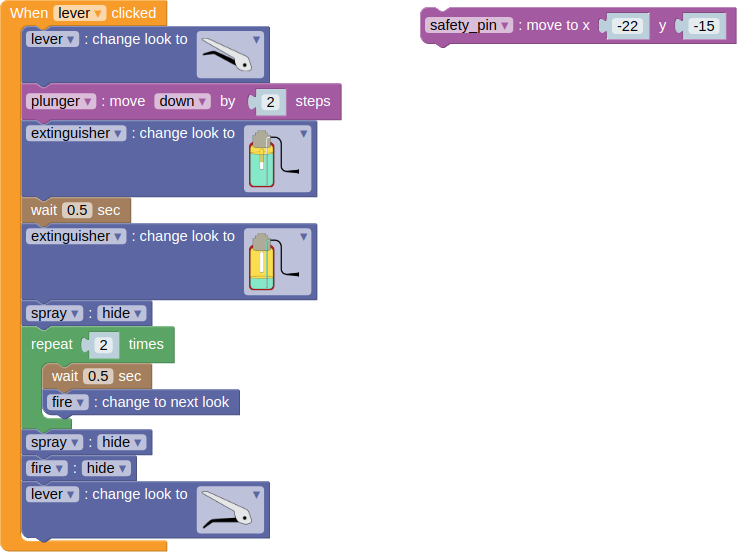 When lever ▾ clicked
lever ▾ : change look to
plunger ▾ : move down ▾ by 2 steps
extinguisher ▾ : change look to
wait 0.5 sec
extinguisher ▾ : change look to
spray ▾ : hide ▾
repeat 2 times
wait 0.5 sec
fire ▾ : change to next look
spray ▾ : hide ▾
fire ▾ : hide ▾
lever ▾ : change look to
safety_pin ▾ : move to x -22 y -15